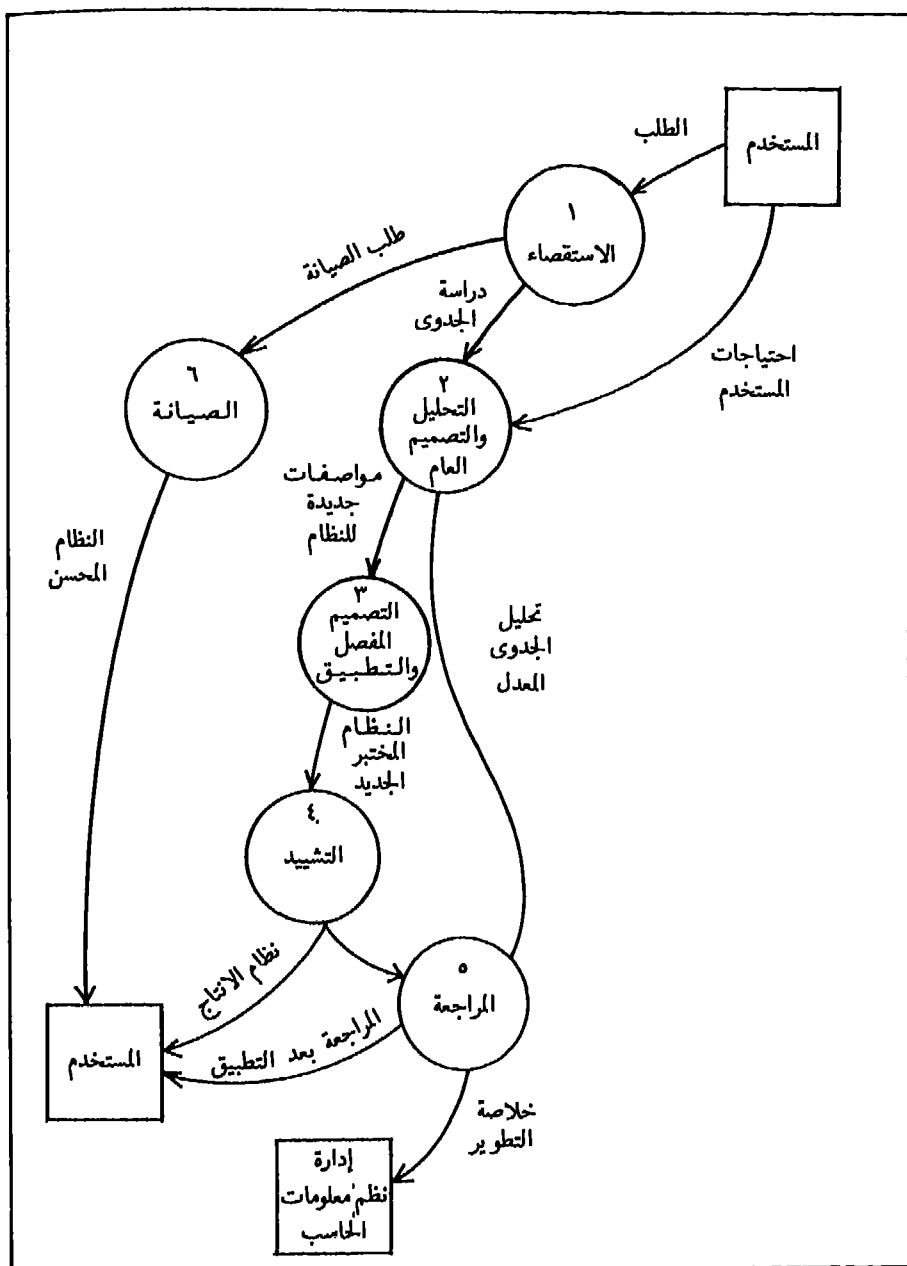 المستخدم
الطلب
١
الاستقصاء
طلب الصيانة
دراسة
الجدوى
احتياجات
المستخدم
٦
الصيانة
٢
التحليل
والتصميم
العام
مواصفات
جديدة
للنظام
النظام
المحسن
٣
التصميم
المفصل
والتطبيق
تحليل
الجدوى
المعدل
النظام
المختبر
الجديد
٤
التشييد
نظام الانتاج
٥
المراجعة
المراجعة بعد التطبيق
المستخدم
خلاصة
التطوير
إدارة
نظم معلومات
الحاسب